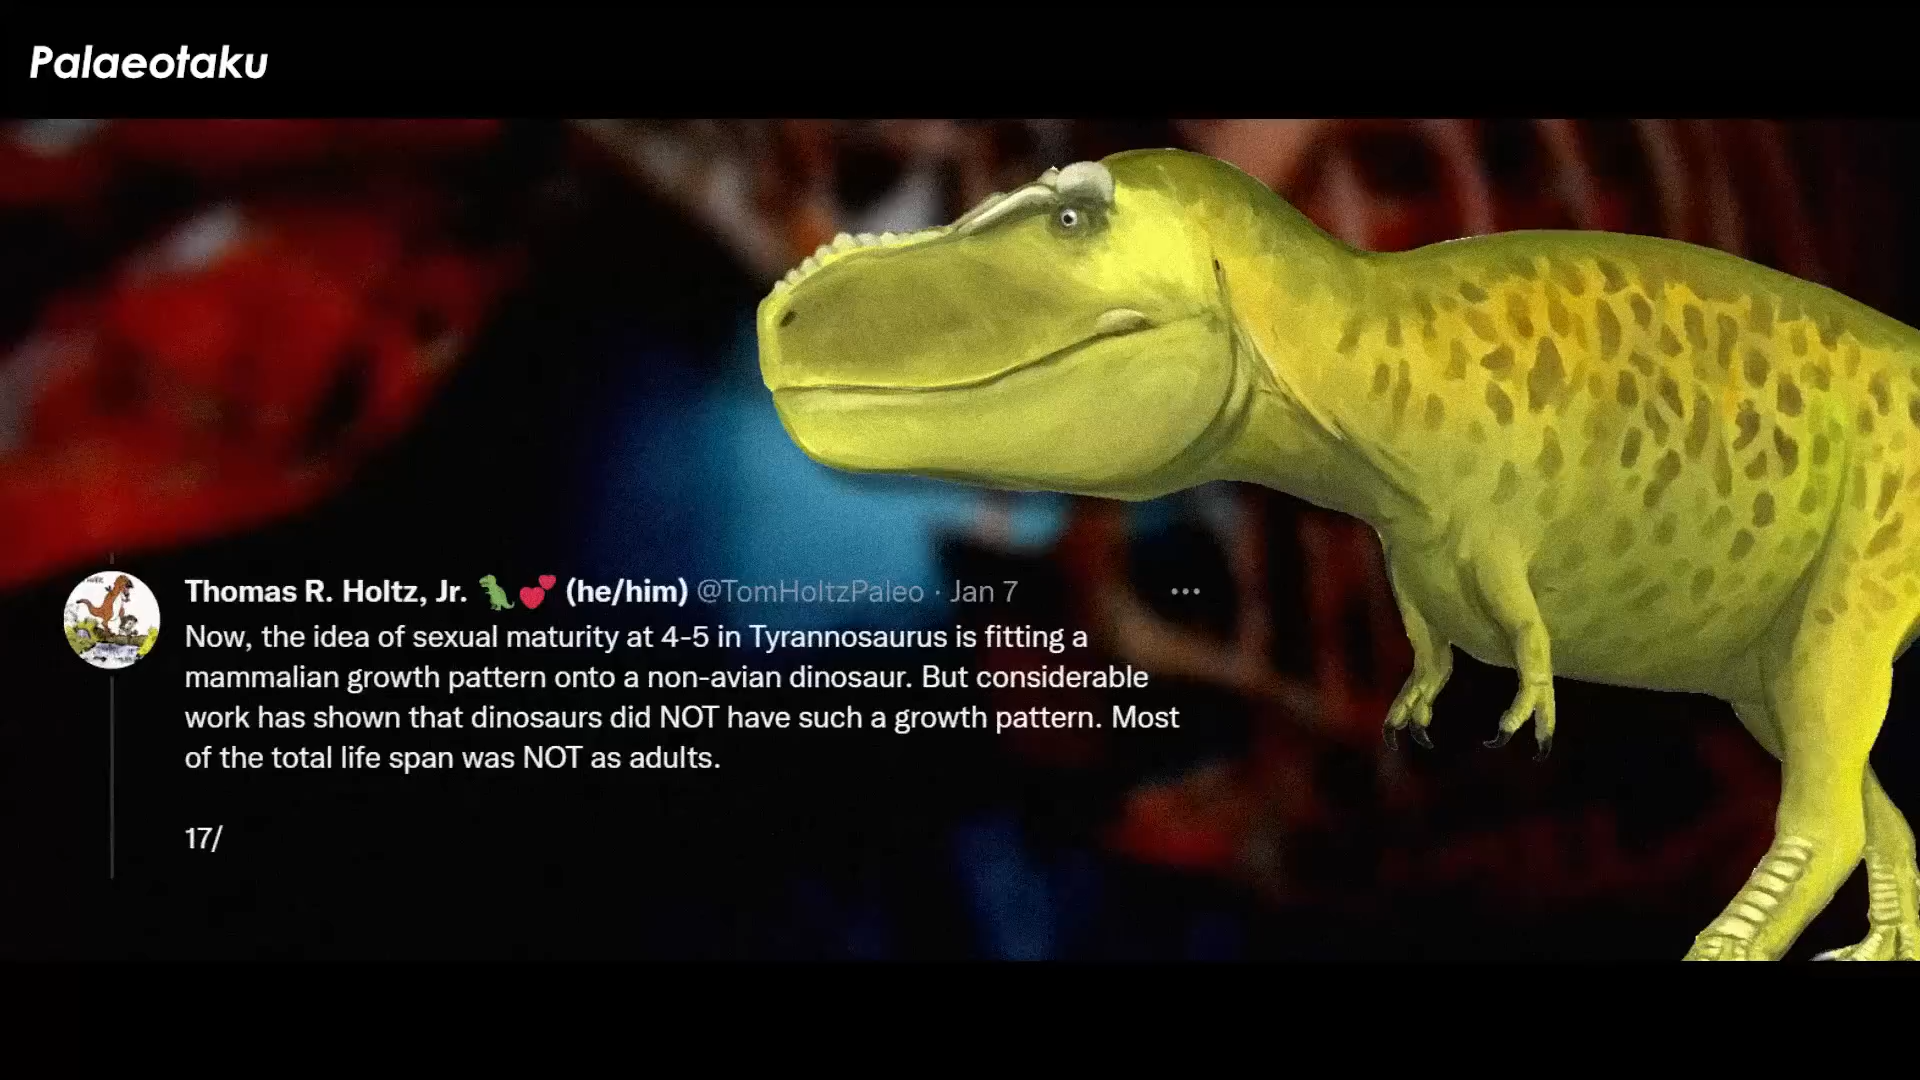 Palaeotaku
Thomas R. Holtz, Jr. 🦖💕 (he/him) @TomHoltzPaleo · Jan 7
Now, the idea of sexual maturity at 4-5 in Tyrannosaurus is fitting a
mammalian growth pattern onto a non-avian dinosaur. But considerable
work has shown that dinosaurs did NOT have such a growth pattern. Most
of the total life span was NOT as adults.
17/